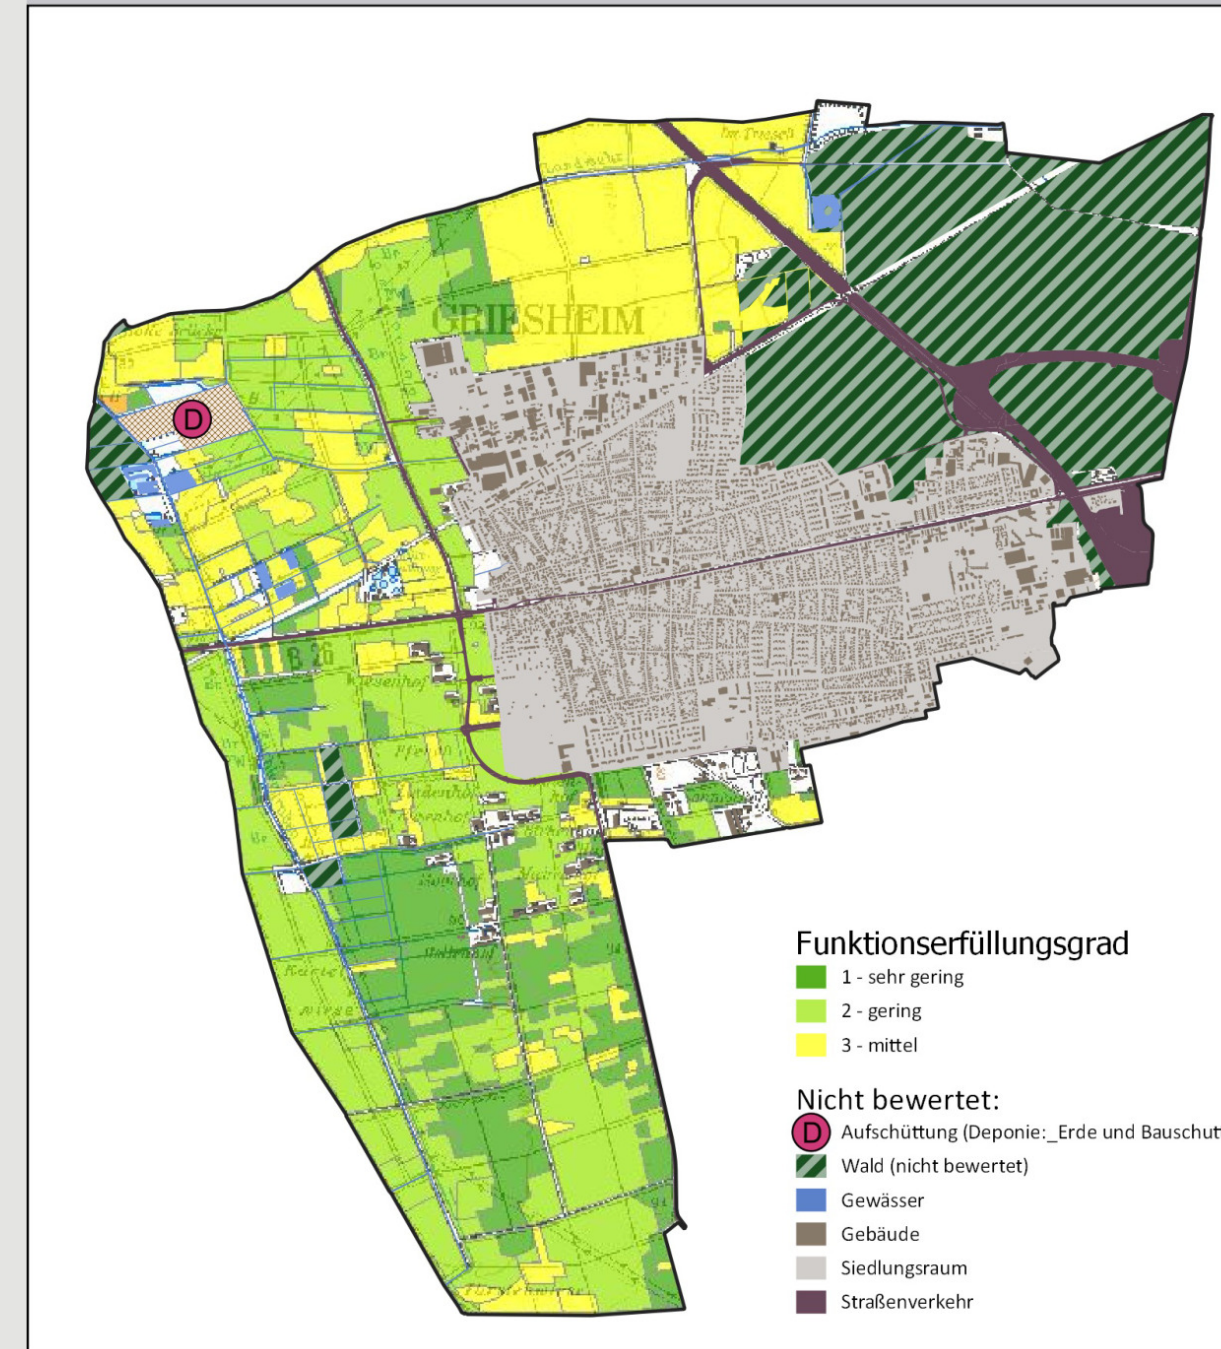 GRIESHEIM
D
B 26
Wiesenhof
Funktionserfüllungsgrad
1 - sehr gering
2 - gering
3 - mittel
Nicht bewertet:
D Aufschüttung (Deponie:_Erde und Bauschut
Wald (nicht bewertet)
Gewässer
Gebäude
Siedlungsraum
Straßenverkehr